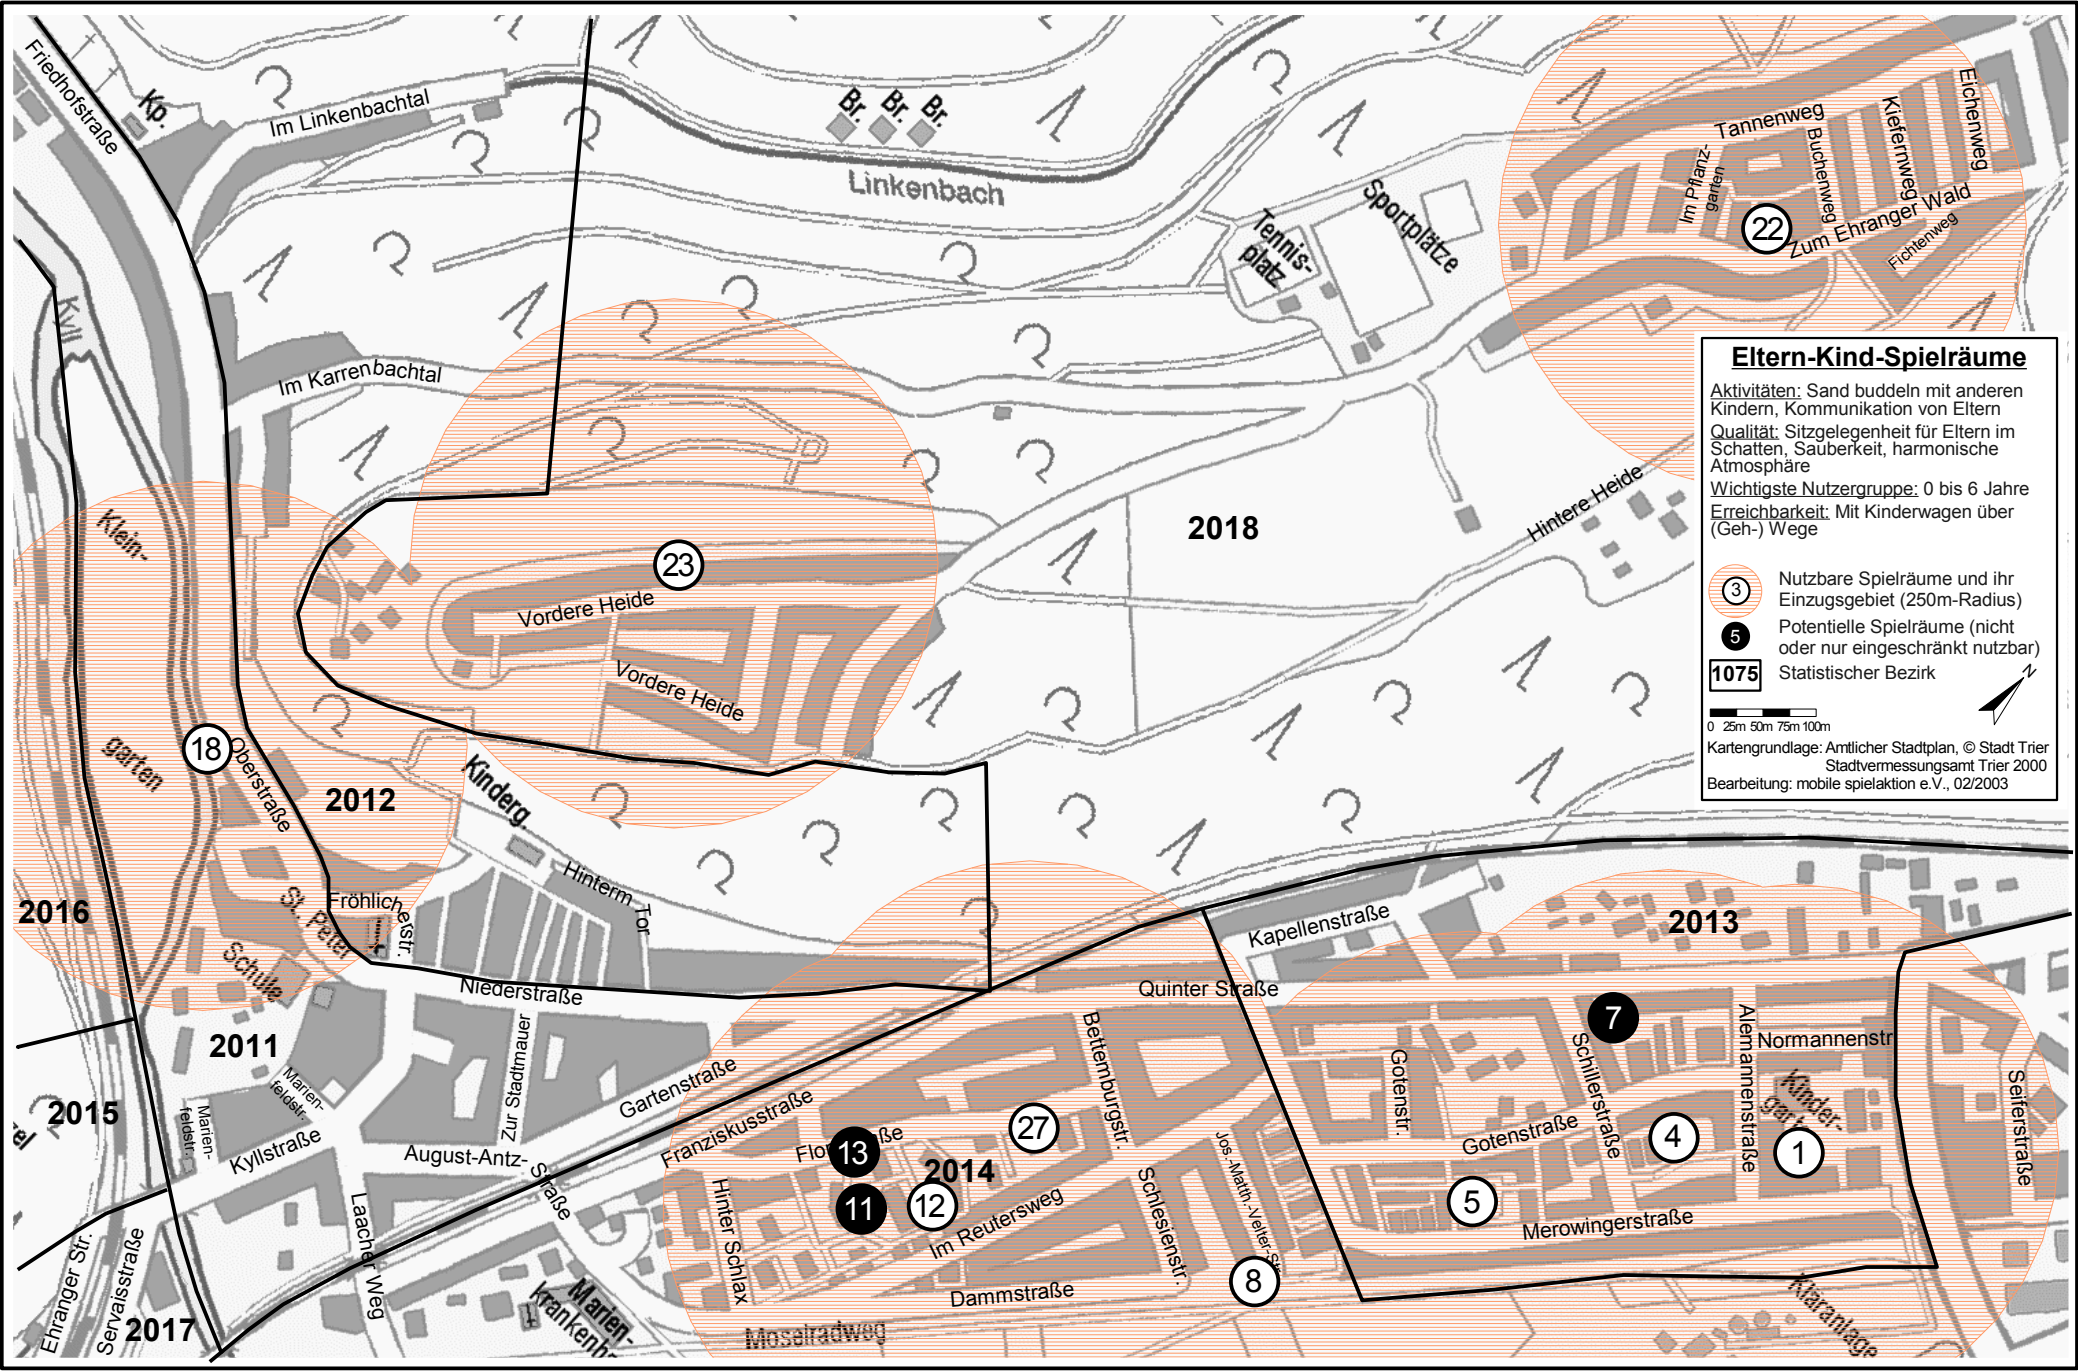 Friedhofstraße
Kp.
Im Linkenbachtal
Br.
Br.
Br.
Linkenbach
Tennis-
platz
Sportplätze
Tannenweg
Im Pflanz-
garten
Buchenweg
Kiefernweg
Eichenweg
22
Zum Ehranger Wald
Fichtenweg
Kyll
Im Karrenbachtal
Klein-
garten
23
Vordere Heide
Vordere Heide
2018
Hintere Heide
Eltern-Kind-Spielräume
Aktivitäten: Sand buddeln mit anderen
Kindern, Kommunikation von Eltern
Qualität: Sitzgelegenheit für Eltern im
Schatten, Sauberkeit, harmonische
Atmosphäre
Wichtigste Nutzergruppe: 0 bis 6 Jahre
Erreichbarkeit: Mit Kinderwagen über
(Geh-) Wege
3
Nutzbare Spielräume und ihr
Einzugsgebiet (250m-Radius)
5
Potentielle Spielräume (nicht
oder nur eingeschränkt nutzbar)
1075
Statistischer Bezirk
N
0 25m 50m 75m 100m
Kartengrundlage: Amtlicher Stadtplan, © Stadt Trier
Stadtvermessungsamt Trier 2000
Bearbeitung: mobile spielaktion e.V., 02/2003
18
Oberstraße
2012
Kinderg.
Hinterm Tor
2016
St. Peter
Fröhlicherstr.
Schule
Niederstraße
2011
Marien-
feldstr.
Marien-
feldstr.
2015
Kyllstraße
Zur Stadtmauer
August-Antz-
Straße
Gartenstraße
Franziskusstraße
Laacher Weg
Ehranger Str.
Servaisstraße
2017
Marien-
krankenh.
Moselradweg
Hinter Schlax
13
11
12
2014
27
Im Reutersweg
Dammstraße
Bettemburgstr.
Schlesienstr.
Jos.-Matth.-Velter-Str.
8
Quinter Straße
Kapellenstraße
2013
Gotenstr.
Gotenstraße
Schillerstraße
7
4
5
Alemannenstraße
Normannenstr.
Kinder-
1
Merowingerstraße
Seiferstraße
Kläranlage